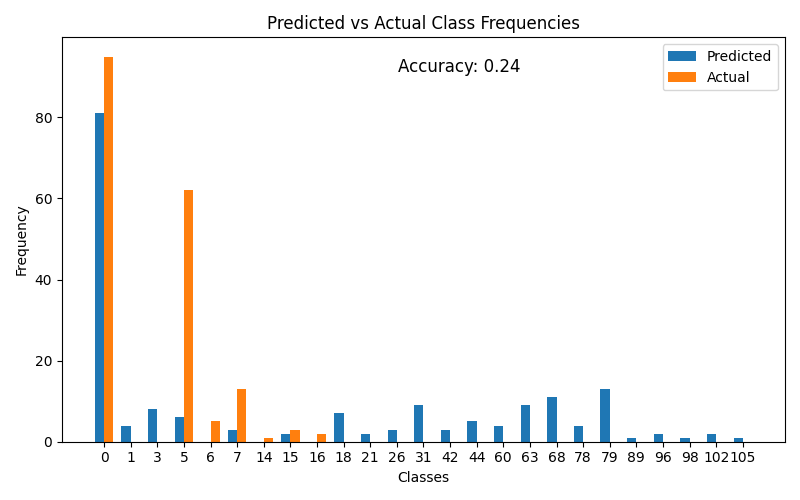 Predicted vs Actual Class Frequencies
Accuracy: 0.24
Predicted
Actual
Frequency
80
60
40
20
0
0 1 3 5 6 7 14 15 16 18 21 26 31 42 44 60 63 68 78 79 89 96 98 102 105
Classes